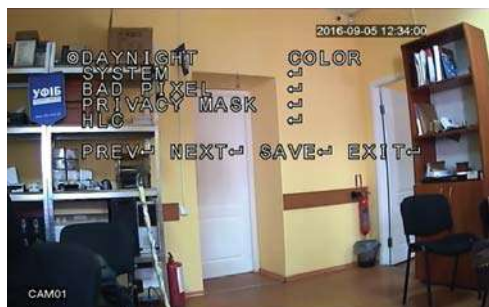 2016-09-05 12:34:00
DAYNIGHT COLOR
SYSTEM ↵
BAD PIXEL ↵
PRIVACY MASK ↵
HLC ↵
УФІБ
PREV↵ NEXT↵ SAVE↵ EXIT↵
CAM01